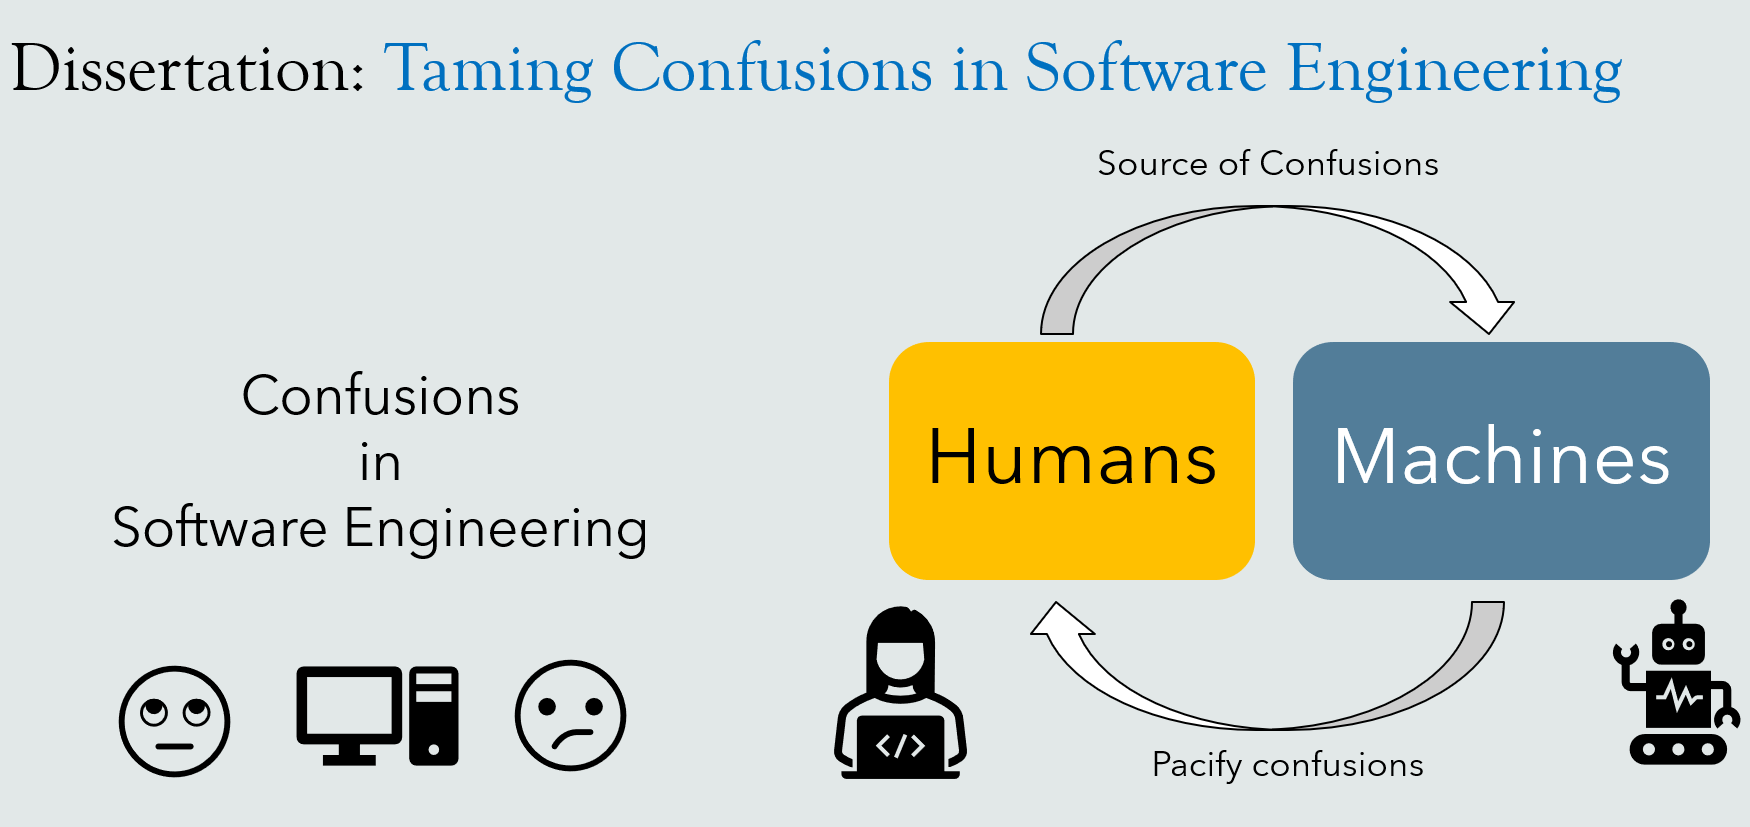 Dissertation: Taming Confusions in Software Engineering
Source of Confusions
Confusions
in
Software Engineering
Humans
Machines
</>
Pacify confusions